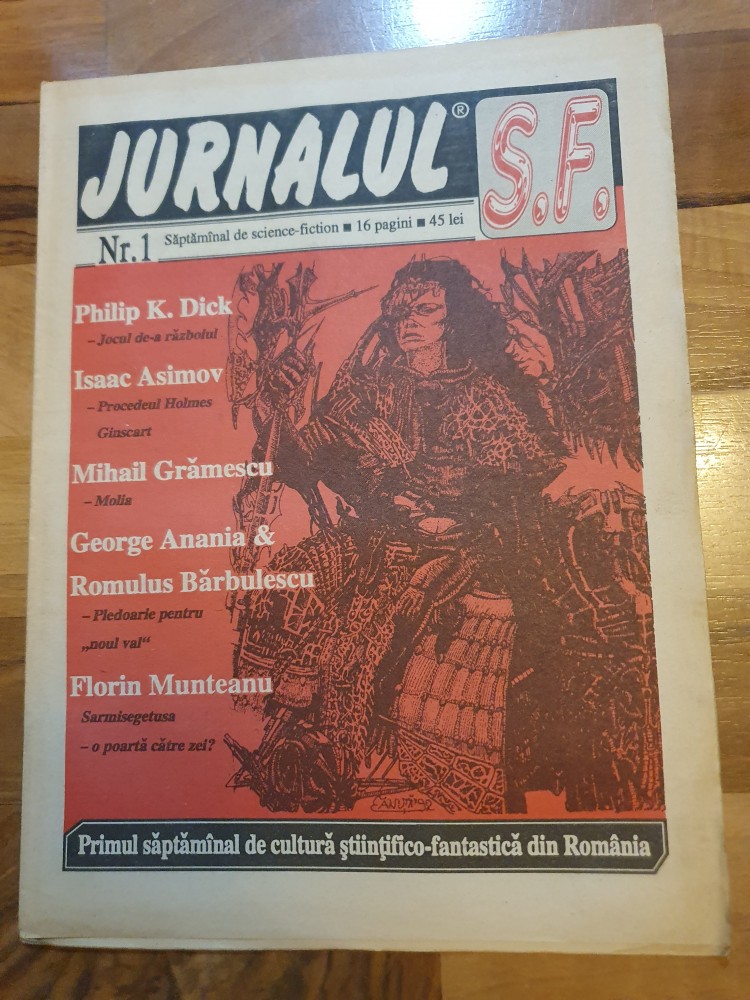 JURNALUL®
S.F.
Nr.1
Săptămînal de science-fiction ■ 16 pagini ■ 45 lei
Philip K. Dick
– Jocul de-a războiul
Isaac Asimov
– Procedeul Holmes
Ginscart
Mihail Grămescu
– Molia
George Anania &
Romulus Bărbulescu
– Pledoarie pentru
„noul val“
Florin Munteanu
Sarmisegetusa
– o poartă către zei?
Primul săptămînal de cultură ştiinţifico-fantastică din România